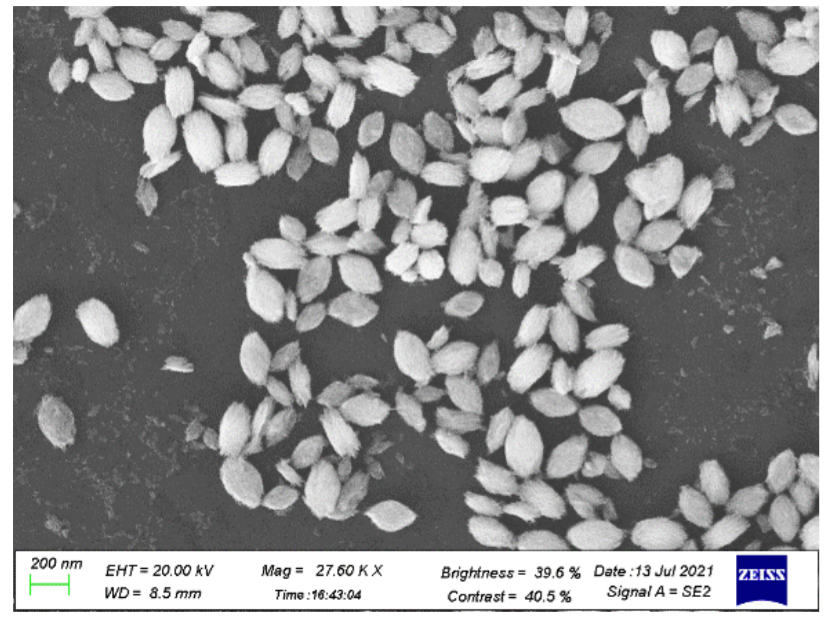 200 nm
EHT = 20.00 kV
Mag = 27.60 K X
Brightness = 39.6 %
Date :13 Jul 2021
ZEISS
WD = 8.5 mm
Time :16:43:04
Contrast = 40.5 %
Signal A = SE2